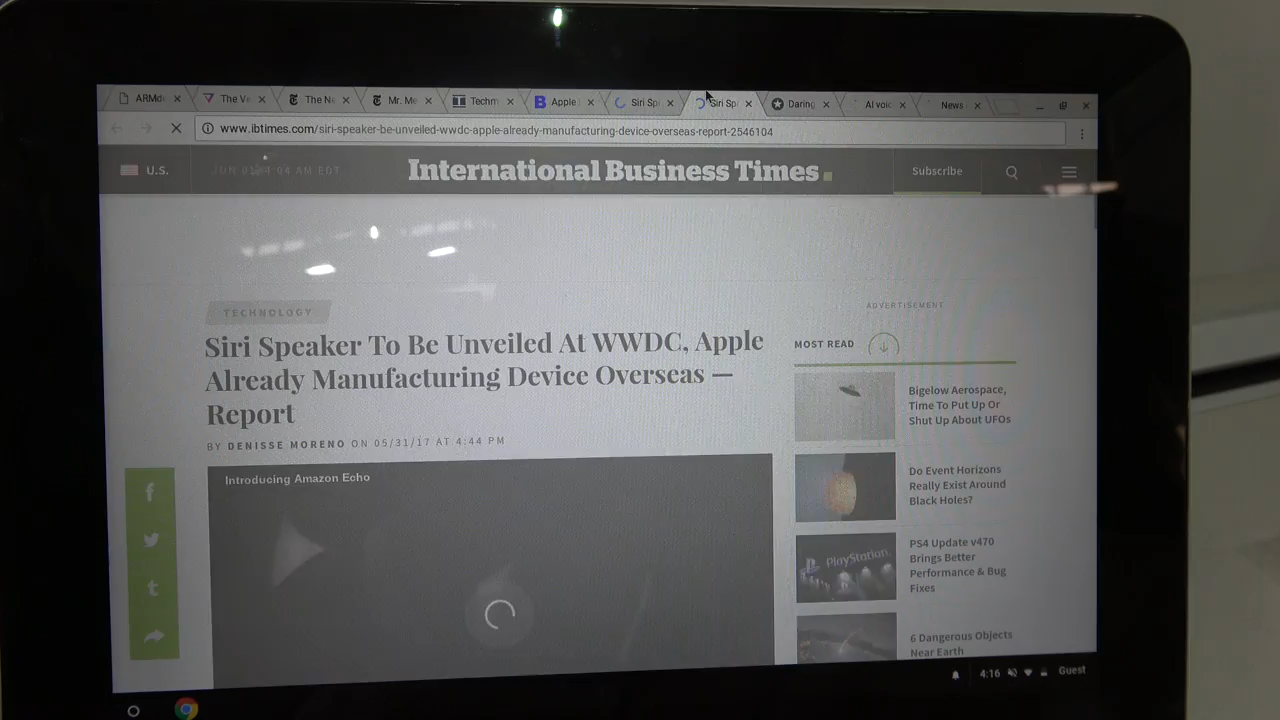 ARMd
The Ve
The Ne
Mr. Me
Techm
Apple
Siri Spe
Siri Spe
Daring
AI voic
News
www.ibtimes.com/siri-speaker-be-unveiled-wwdc-apple-already-manufacturing-device-overseas-report-2546104
U.S.
International Business Times
Subscribe
ADVERTISEMENT
TECHNOLOGY
Siri Speaker To Be Unveiled At WWDC, Apple
Already Manufacturing Device Overseas —
Report
BY DENISSE MORENO ON 05/31/17 AT 4:44 PM
Introducing Amazon Echo
MOST READ
Bigelow Aerospace,
Time To Put Up Or
Shut Up About UFOs
Do Event Horizons
Really Exist Around
Black Holes?
PlayStation
PS4 Update v470
Brings Better
Performance & Bug
Fixes
6 Dangerous Objects
Near Earth
4:16
Guest